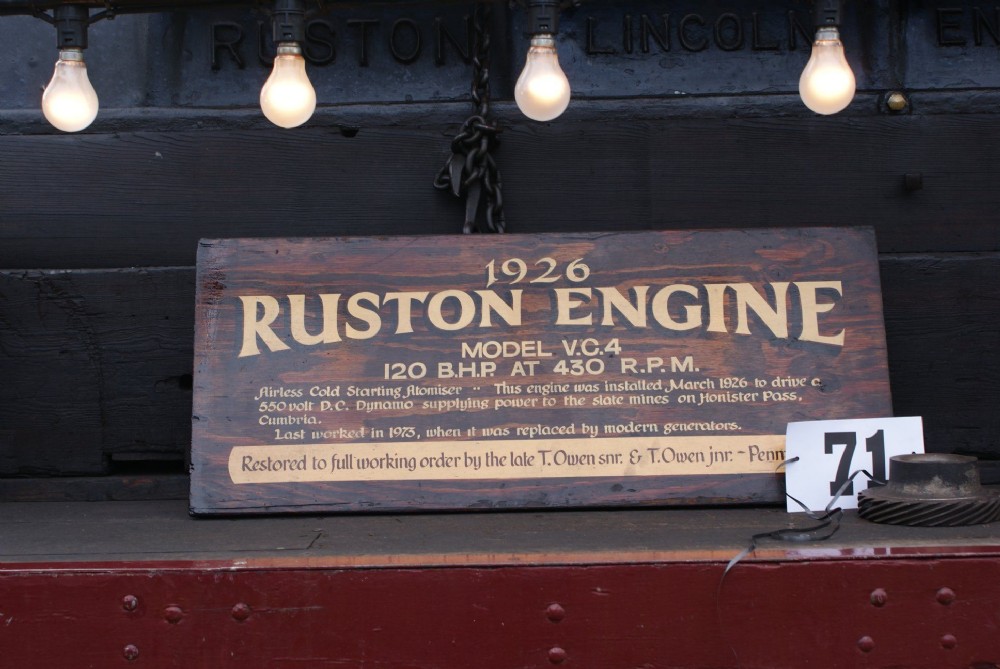 RUSTON LINCOLN EN
1926
RUSTON ENGINE
MODEL V.C.4
120 B.H.P. AT 430 R.P.M.
Airless Cold Starting Atomiser " This engine was installed March 1926 to drive a
550 volt D.C. Dynamo supplying power to the slate mines on Honister Pass,
Cumbria.
Last worked in 1973, when it was replaced by modern generators.
Restored to full working order by the late T. Owen snr. & T. Owen jnr. - Penn
71